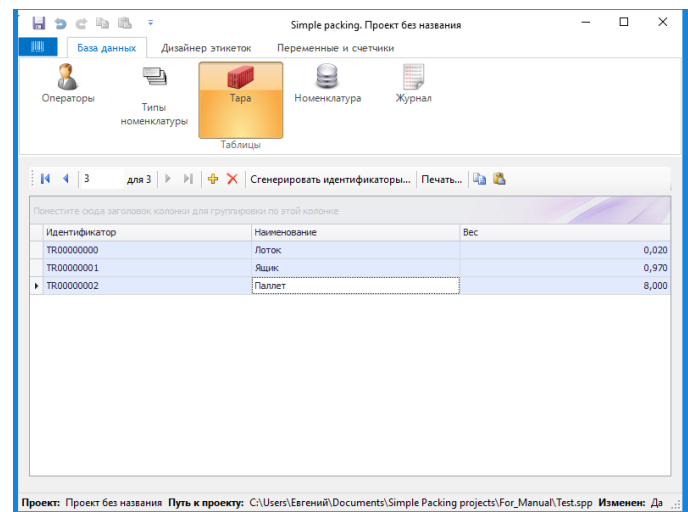 Simple packing. Проект без названия
База данных Дизайнер этикеток Переменные и счетчики
Операторы Типы номенклатуры Тара Номенклатура Журнал
Таблицы
3 для 3 Сгенерировать идентификаторы... Печать...
Поместите сюда заголовок колонки для группировки по этой колонке
Идентификатор Наименование Вес
TR00000000 Лоток 0,020
TR00000001 Ящик 0,970
TR00000002 Паллет 8,000
Проект: Проект без названия Путь к проекту: C:\Users\Евгений\Documents\Simple Packing projects\For_Manual\Test.spp Изменен: Да